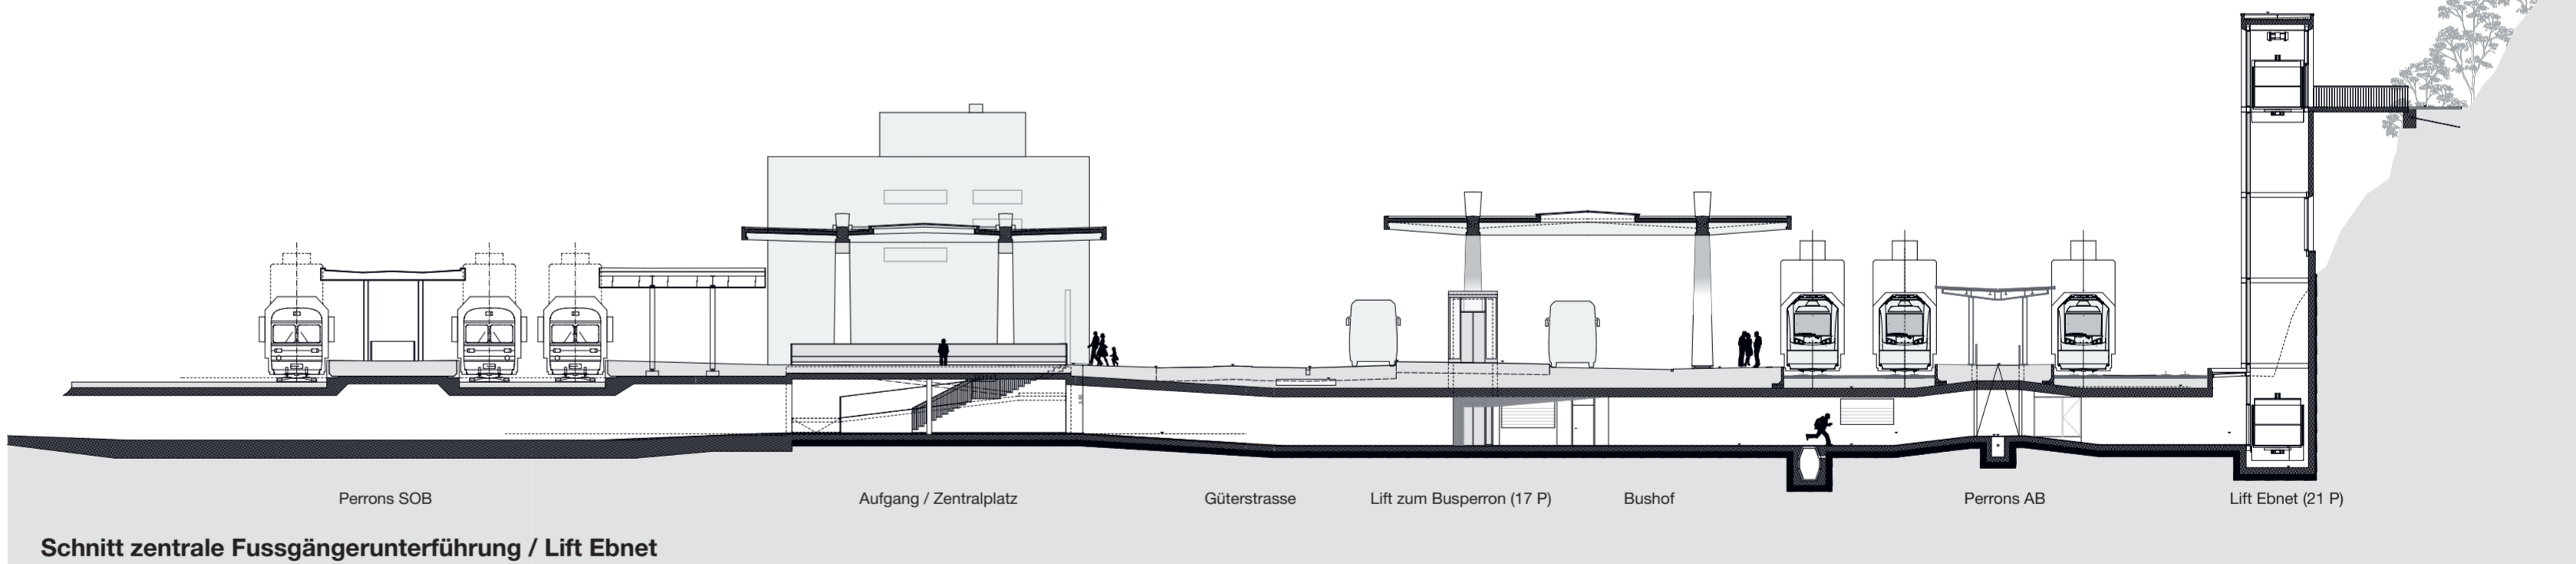 Perrons SOB
Aufgang / Zentralplatz
Güterstrasse
Lift zum Busperron (17 P)
Bushof
Perrons AB
Lift Ebnet (21 P)
Schnitt zentrale Fussgängerunterführung / Lift Ebnet